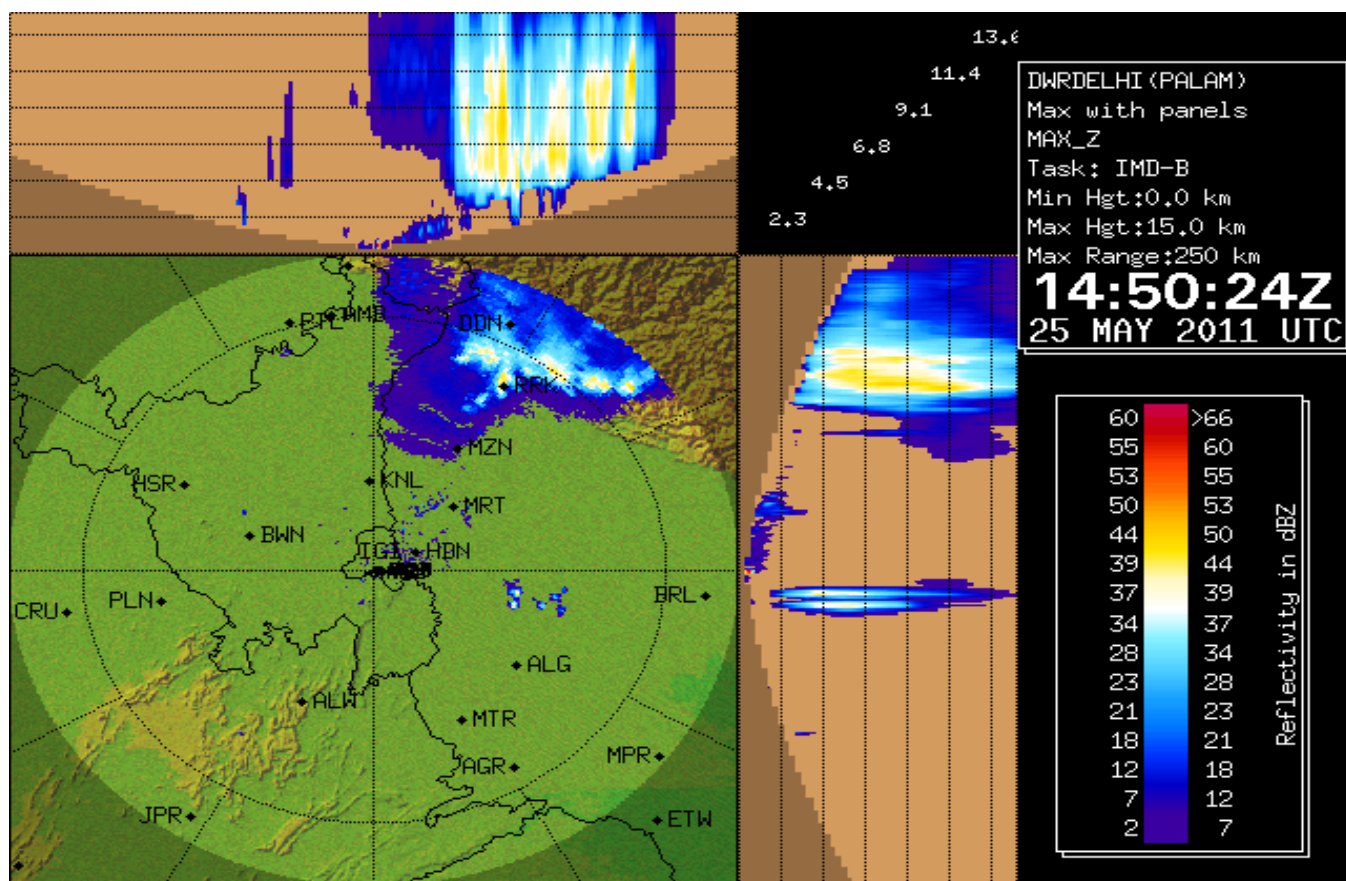 13.6
11.4
9.1
6.8
4.5
2.3
DWRDELHI(PALAM)
Max with panels
MAX_Z
Task: IMD-B
Min Hgt:0.0 km
Max Hgt:15.0 km
Max Range:250 km
14:50:24Z
25 MAY 2011 UTC
PTL
AMB
DDN
RRK
MZN
HSR
KNL
MRT
BWN
IGI
HDN
CRU
PLN
BRL
ALG
ALW
MTR
AGR
MPR
JPR
ETW
60 >66
55 60
53 55
50 53
44 50
39 44
37 39
34 37
28 34
23 28
21 23
18 21
12 18
7 12
2 7
Reflectivity in dBZ